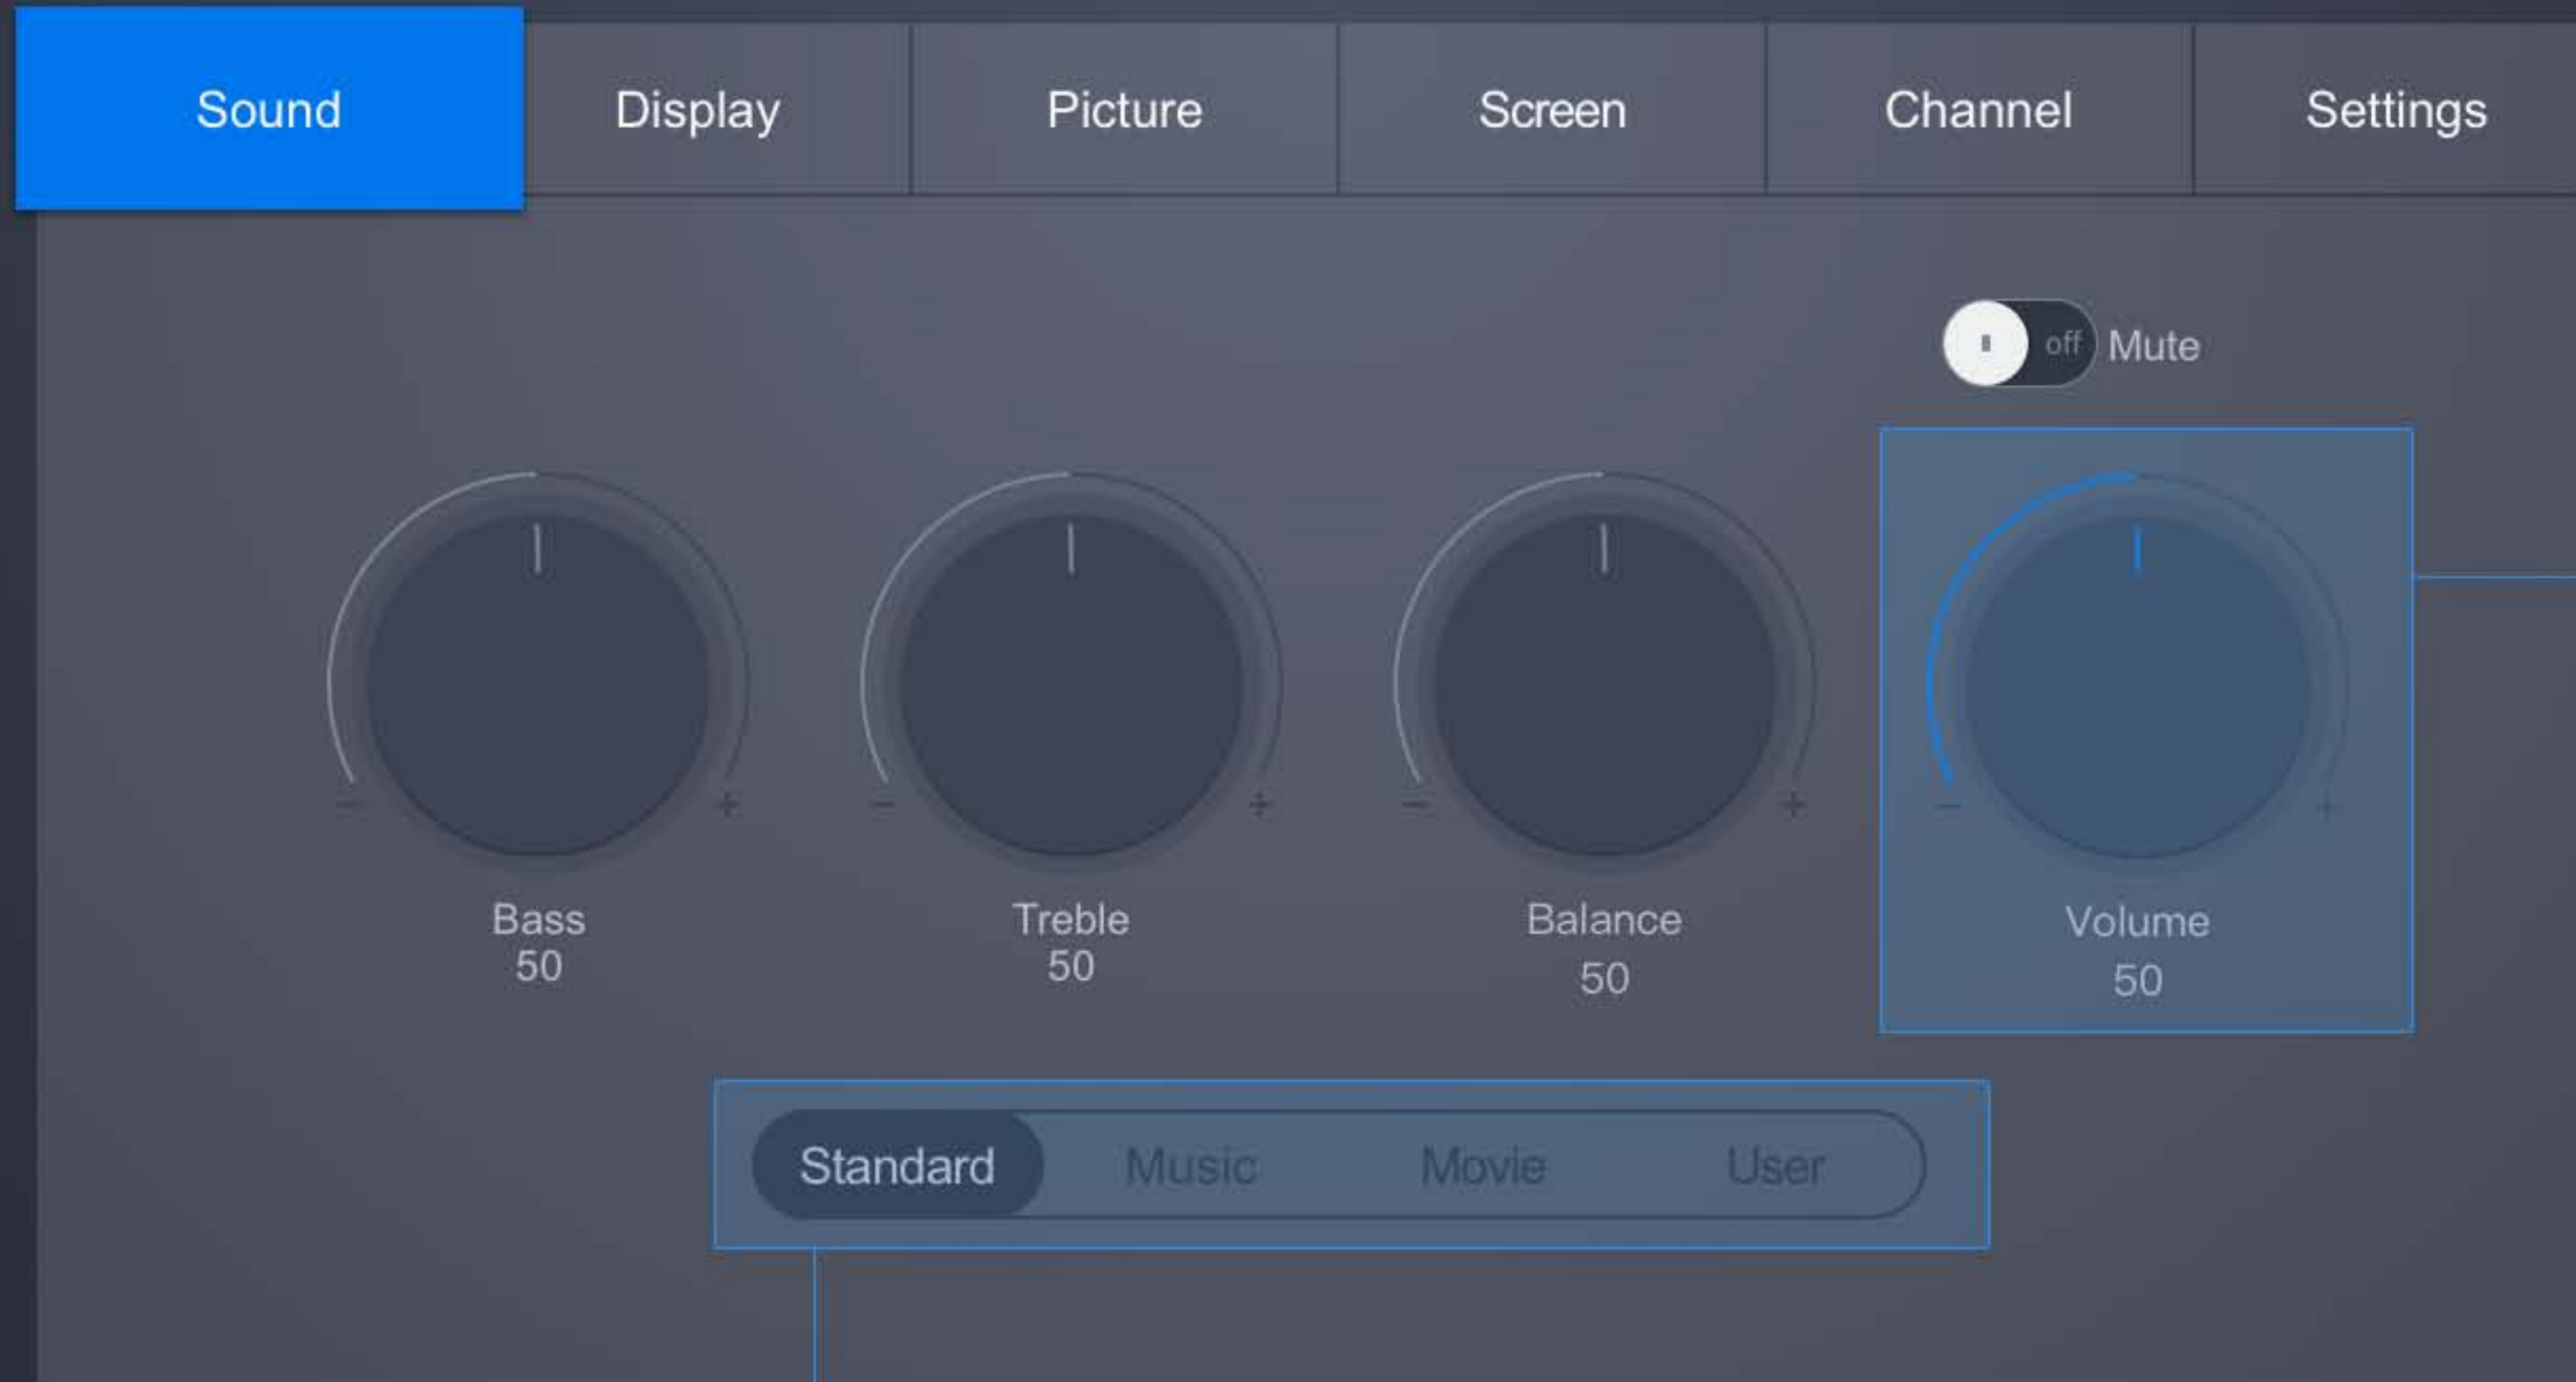 Sound Display Picture Screen Channel Settings
off Mute
Bass Treble Balance Volume
50 50 50 50
Standard Music Movie User